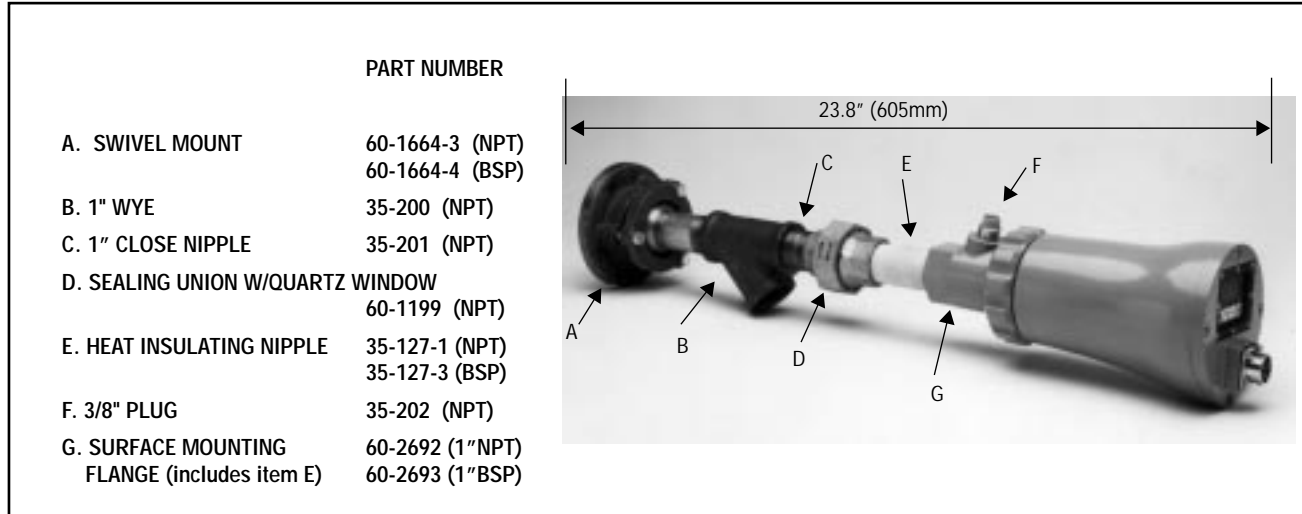 PART NUMBER
A. SWIVEL MOUNT 60-1664-3 (NPT)
60-1664-4 (BSP)
B. 1" WYE 35-200 (NPT)
C. 1” CLOSE NIPPLE 35-201 (NPT)
D. SEALING UNION W/QUARTZ WINDOW
60-1199 (NPT)
E. HEAT INSULATING NIPPLE 35-127-1 (NPT)
35-127-3 (BSP)
F. 3/8" PLUG 35-202 (NPT)
G. SURFACE MOUNTING 60-2692 (1”NPT)
FLANGE (includes item E) 60-2693 (1”BSP)
23.8” (605mm)
C
E
F
A
B
D
G